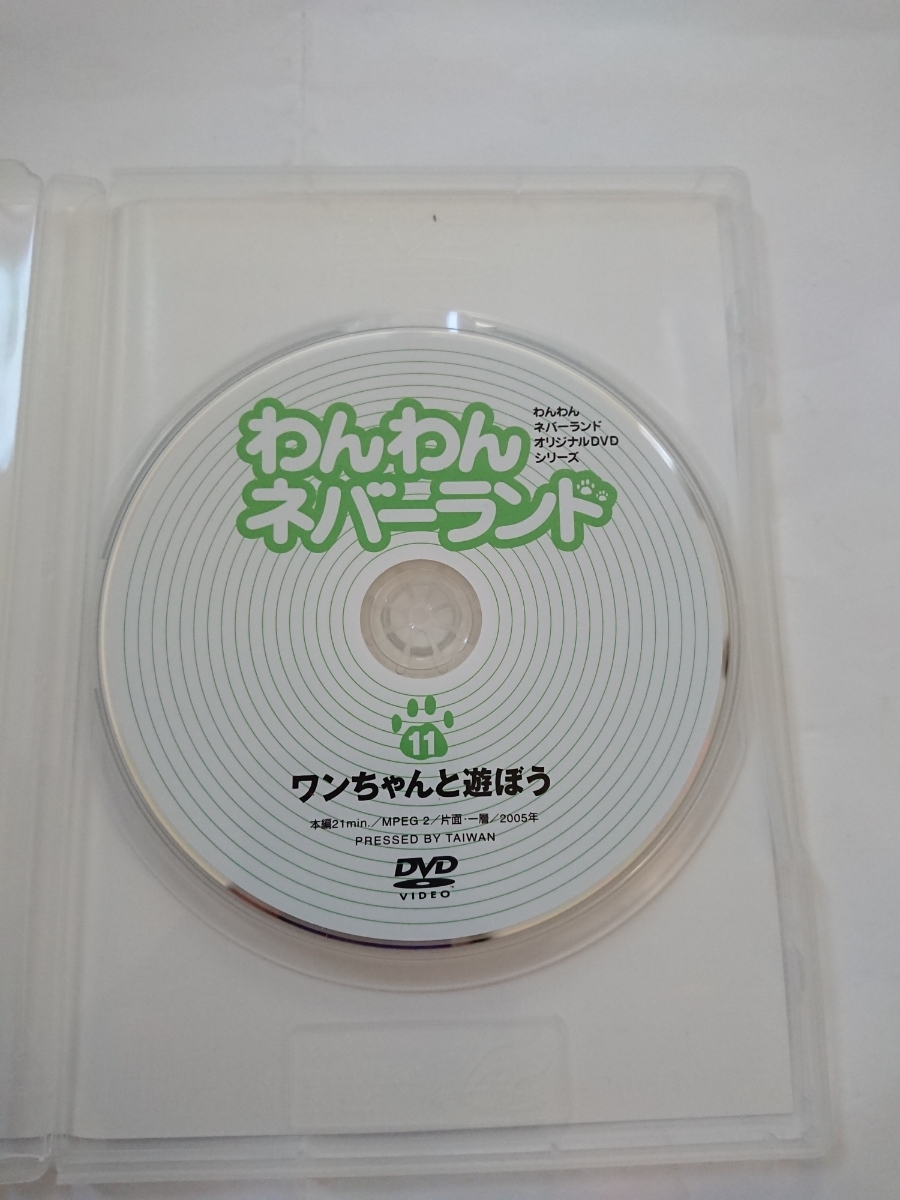 わんわん
ネバーランド
わんわん
ネバーランド
オリジナルDVD
シリーズ
11
ワンちゃんと遊ぼう
本編21min.／MPEG 2／片面·一層／2005年
PRESSED BY TAIWAN
DVD
VIDEO